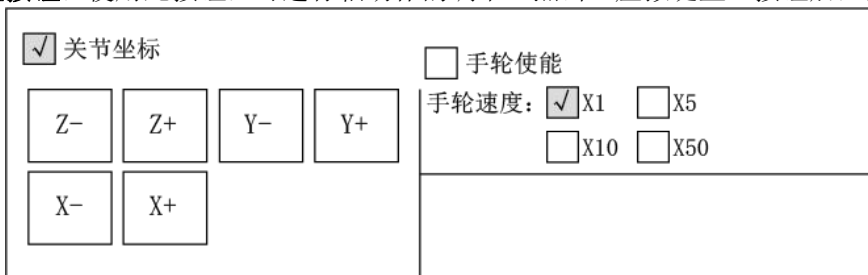 √ 关节坐标
Z− Z+ Y− Y+
X− X+
手轮使能
手轮速度：√ X1 X5
X10 X50